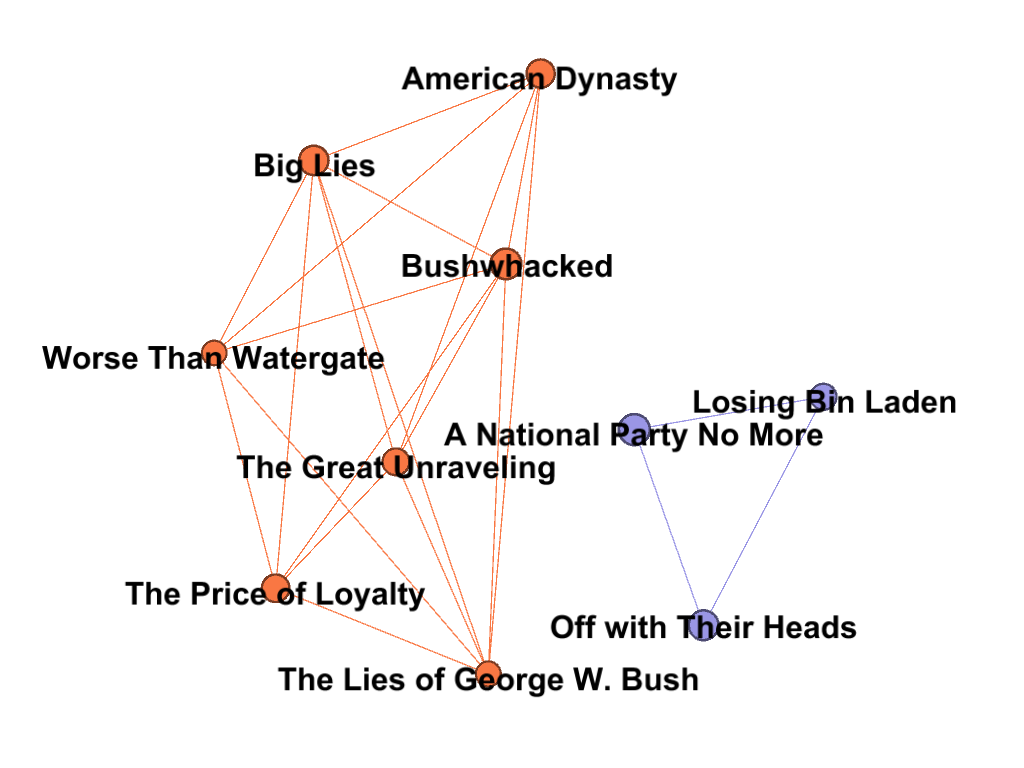 American Dynasty
Big Lies
Bushwhacked
Worse Than Watergate
Losing Bin Laden
A National Party No More
The Great Unraveling
The Price of Loyalty
Off with Their Heads
The Lies of George W. Bush